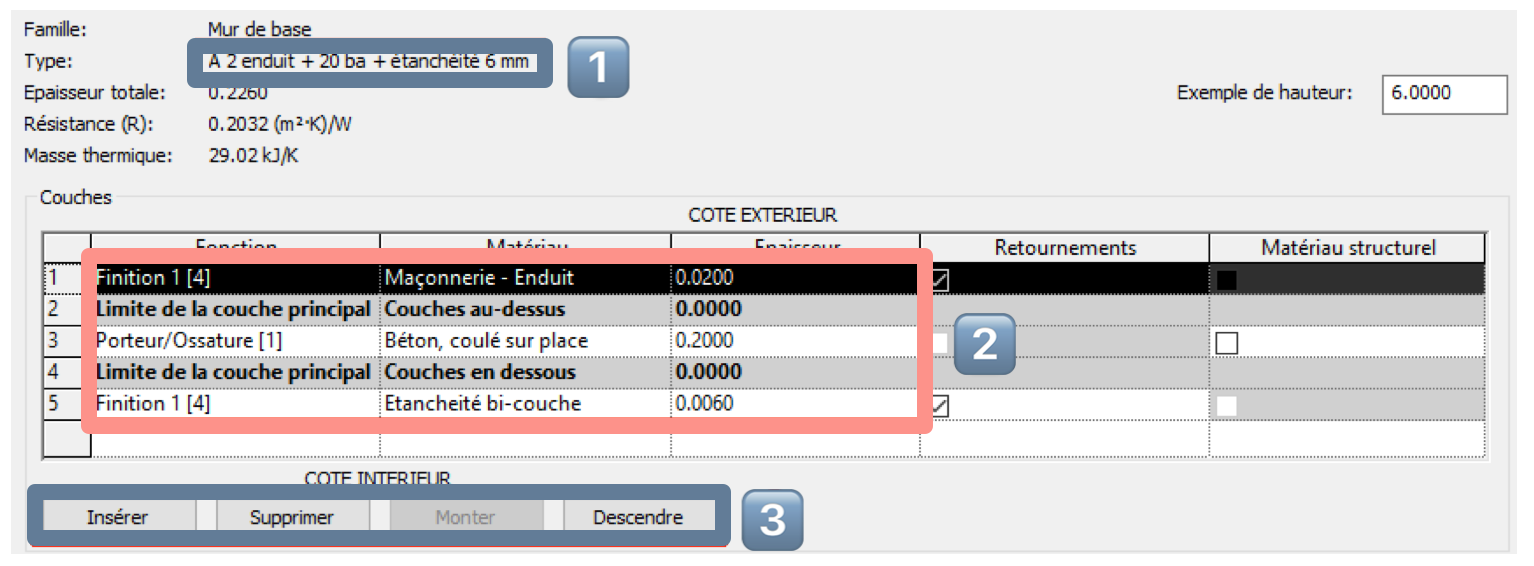 Famille: Mur de base
Type: A 2 enduit + 20 ba + étanchéité 6 mm
1
Epaisseur totale: 0.2260
Exemple de hauteur: 6.0000
Résistance (R): 0.2032 (m²·K)/W
Masse thermique: 29.02 kJ/K
Couches
COTE EXTERIEUR
Fonction Matériau Epaisseur Retournements Matériau structurel
1 Finition 1 [4] Maçonnerie - Enduit 0.0200
2 Limite de la couche principal Couches au-dessus 0.0000
3 Porteur/Ossature [1] Béton, coulé sur place 0.2000
2
4 Limite de la couche principal Couches en dessous 0.0000
5 Finition 1 [4] Etancheité bi-couche 0.0060
COTE INTERIEUR
Insérer Supprimer Monter Descendre
3